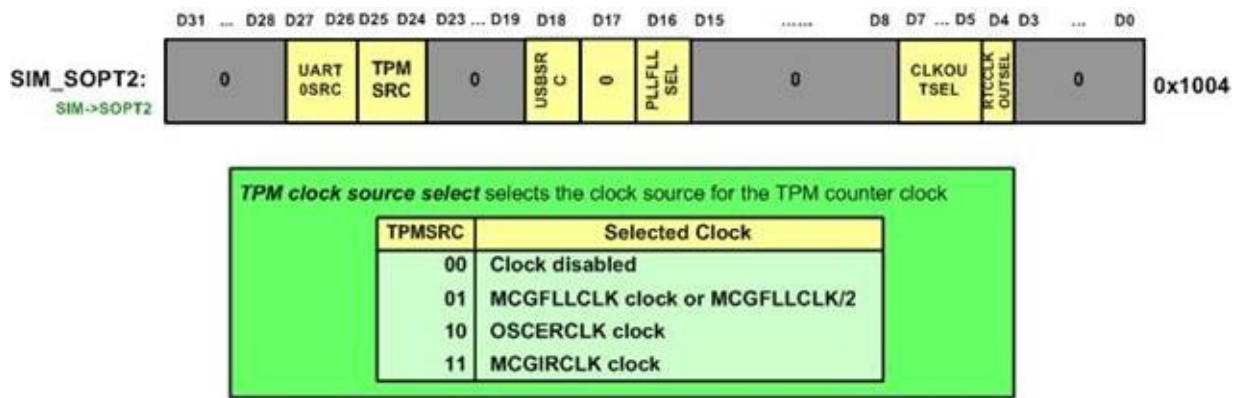 D31 ... D28 D27 D26 D25 D24 D23 ... D19 D18 D17 D16 D15 ...... D8 D7 ... D5 D4 D3 ... D0
SIM_SOPT2:
SIM->SOPT2
0
UART
0SRC
TPM
SRC
0
USBSR
C
0
PLLFLL
SEL
0
CLKOU
TSEL
RTCCLK
OUTSEL
0
0x1004
TPM clock source select selects the clock source for the TPM counter clock
TPMSRC Selected Clock
00 Clock disabled
01 MCGFLLCLK clock or MCGFLLCLK/2
10 OSCERCLK clock
11 MCGIRCLK clock